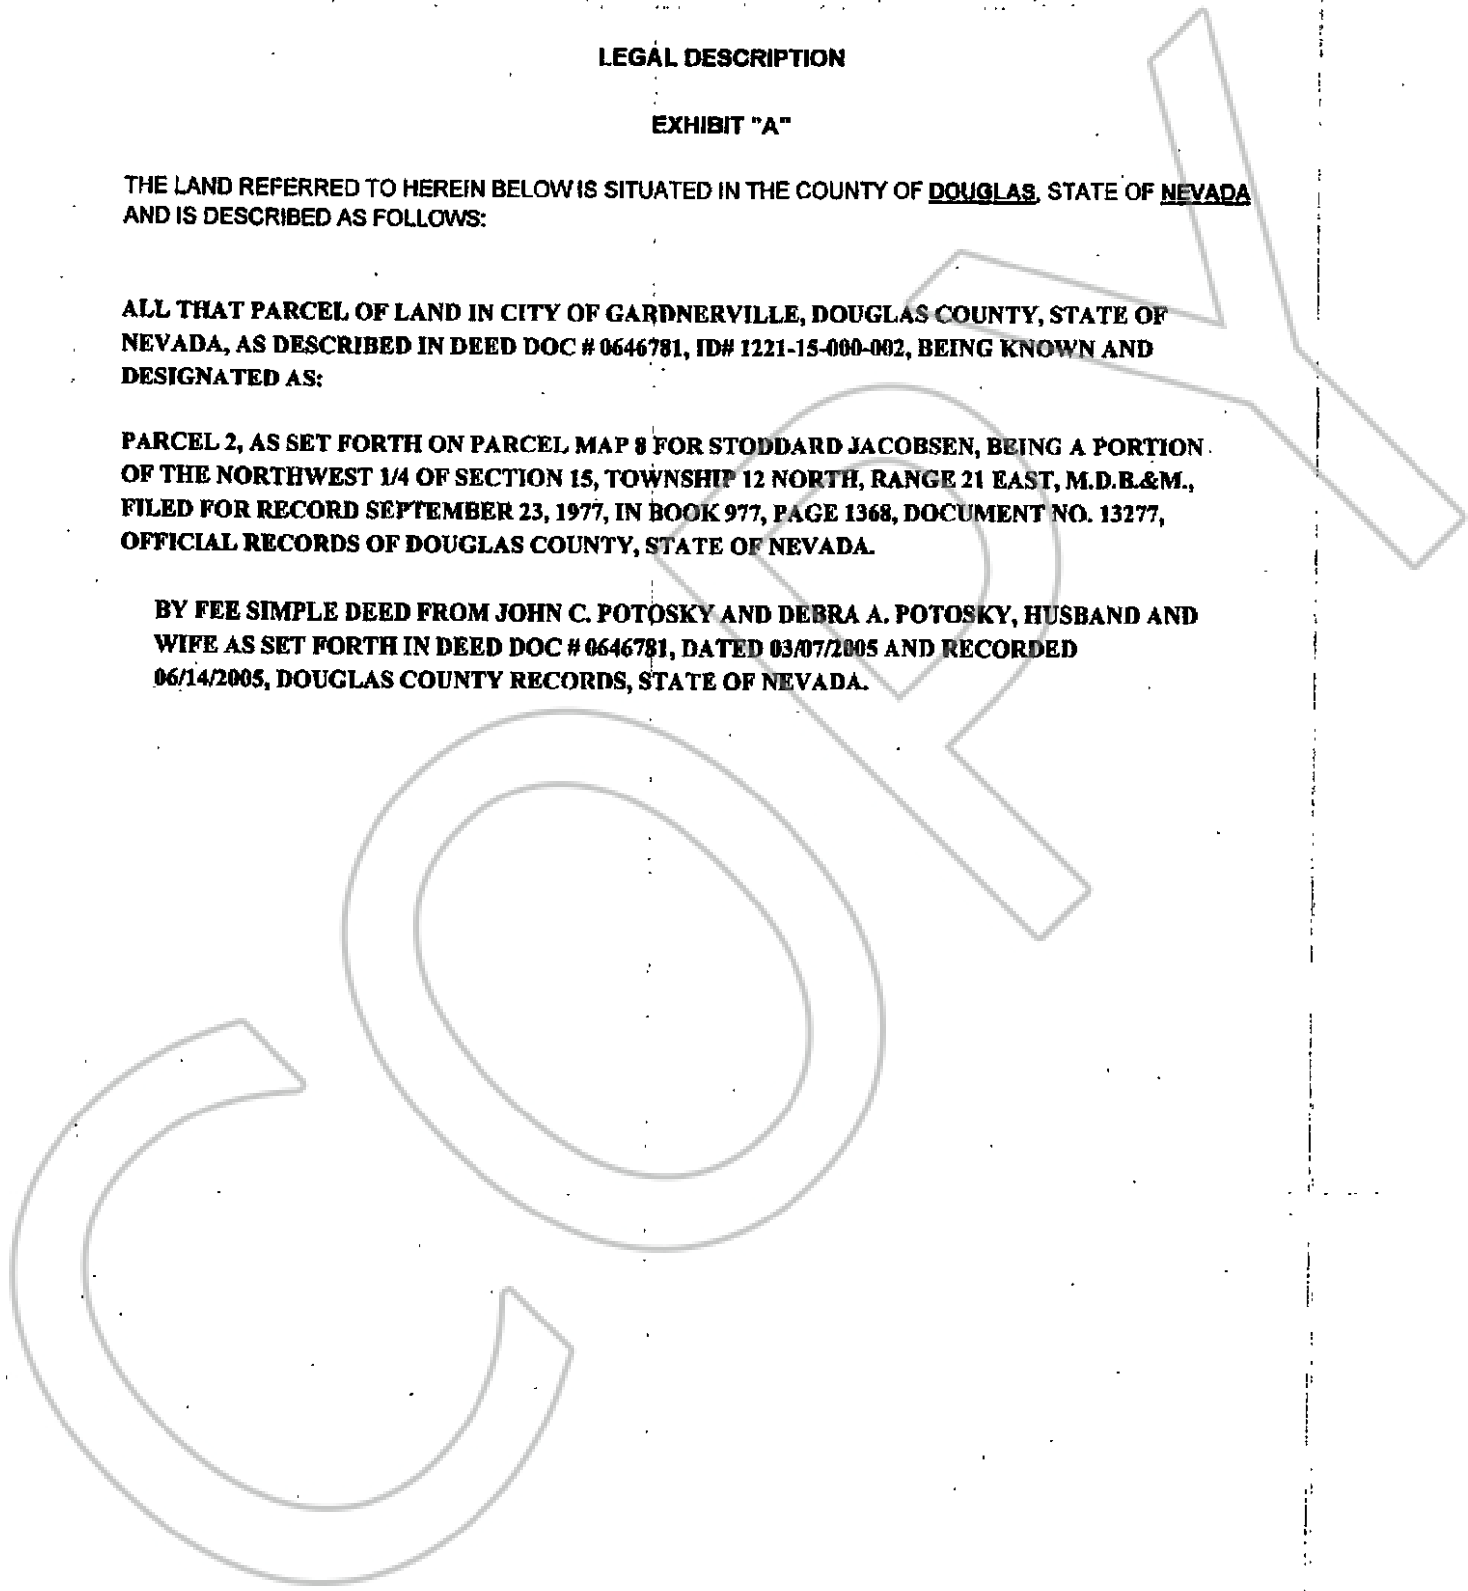 LEGAL DESCRIPTION
EXHIBIT "A"
THE LAND REFERRED TO HEREIN BELOW IS SITUATED IN THE COUNTY OF DOUGLAS, STATE OF NEVADA
AND IS DESCRIBED AS FOLLOWS:
ALL THAT PARCEL OF LAND IN CITY OF GARDNERVILLE, DOUGLAS COUNTY, STATE OF
NEVADA, AS DESCRIBED IN DEED DOC # 0646781, ID# 1221-15-000-002, BEING KNOWN AND
DESIGNATED AS:
PARCEL 2, AS SET FORTH ON PARCEL MAP 8 FOR STODDARD JACOBSEN, BEING A PORTION
OF THE NORTHWEST 1/4 OF SECTION 15, TOWNSHIP 12 NORTH, RANGE 21 EAST, M.D.B.&M.,
FILED FOR RECORD SEPTEMBER 23, 1977, IN BOOK 977, PAGE 1368, DOCUMENT NO. 13277,
OFFICIAL RECORDS OF DOUGLAS COUNTY, STATE OF NEVADA.
BY FEE SIMPLE DEED FROM JOHN C. POTOSKY AND DEBRA A. POTOSKY, HUSBAND AND
WIFE AS SET FORTH IN DEED DOC # 0646781, DATED 03/07/2005 AND RECORDED
06/14/2005, DOUGLAS COUNTY RECORDS, STATE OF NEVADA.
COPY